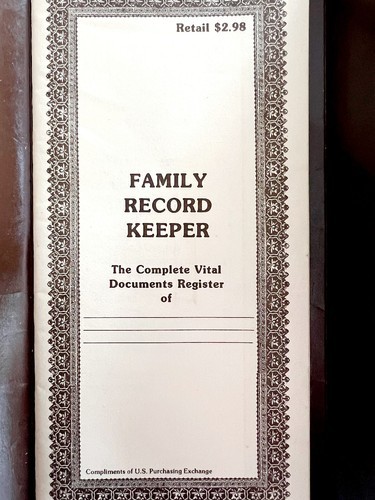 Retail $2.98
FAMILY
RECORD
KEEPER
The Complete Vital
Documents Register
of
Compliments of U.S. Purchasing Exchange